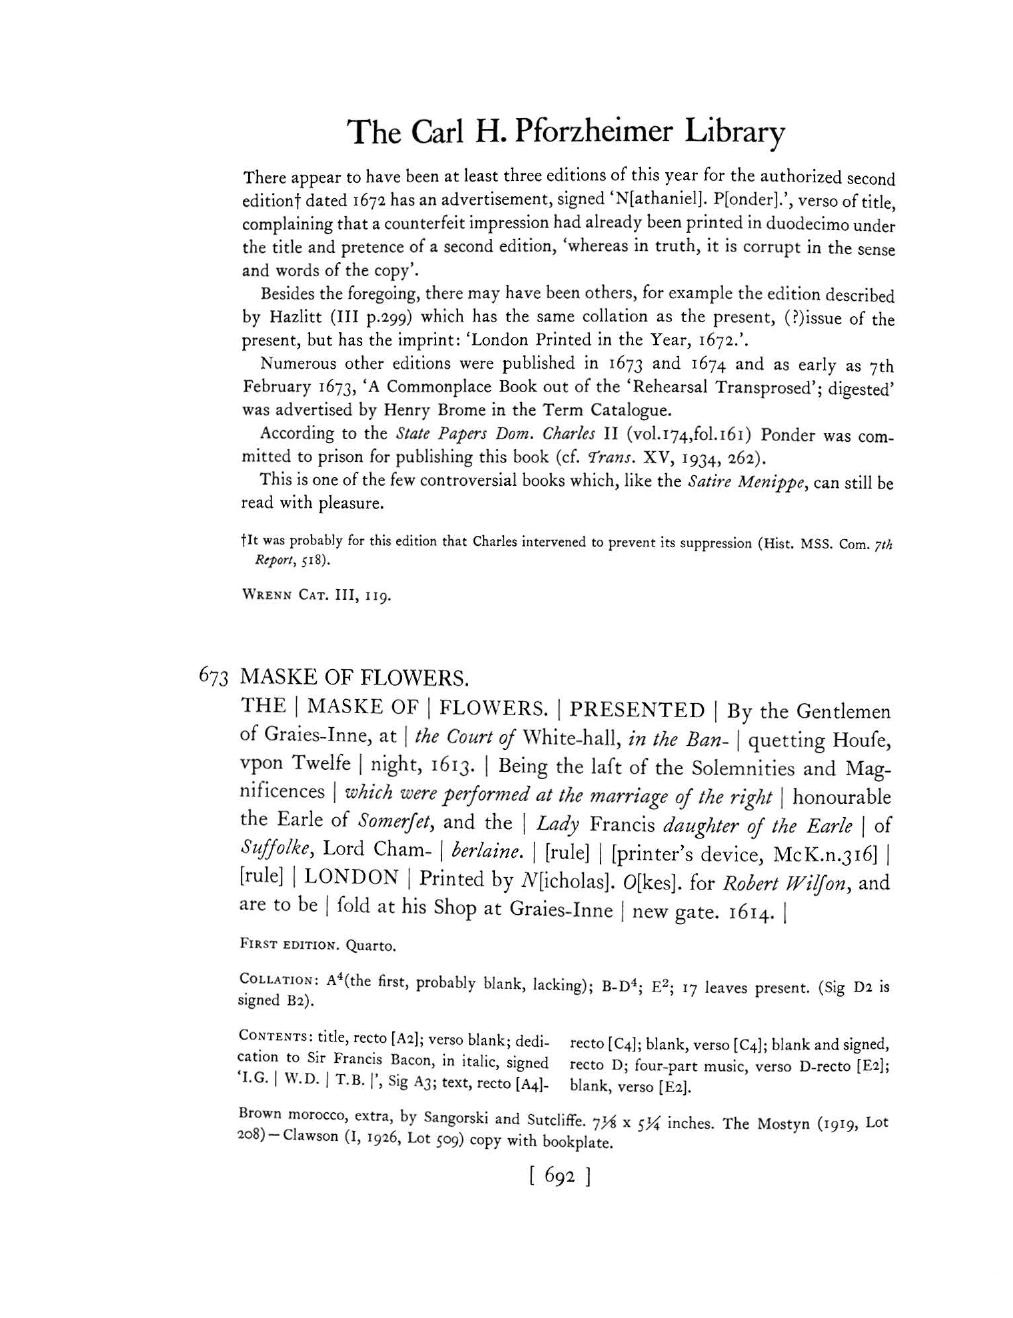 The Carl H. Pforzheimer Library
There appear to have been at least three editions of this year for the authorized second
edition† dated 1672 has an advertisement, signed ‘N[athaniel]. P[onder].’, verso of title,
complaining that a counterfeit impression had already been printed in duodecimo under
the title and pretence of a second edition, ‘whereas in truth, it is corrupt in the sense
and words of the copy’.
Besides the foregoing, there may have been others, for example the edition described
by Hazlitt (III p.299) which has the same collation as the present, (?)issue of the
present, but has the imprint: ‘London Printed in the Year, 1672.’.
Numerous other editions were published in 1673 and 1674 and as early as 7th
February 1673, ‘A Commonplace Book out of the ‘Rehearsal Transprosed’; digested’
was advertised by Henry Brome in the Term Catalogue.
According to the State Papers Dom. Charles II (vol.174,fol.161) Ponder was com-
mitted to prison for publishing this book (cf. Trans. XV, 1934, 262).
This is one of the few controversial books which, like the Satire Menippe, can still be
read with pleasure.
†It was probably for this edition that Charles intervened to prevent its suppression (Hist. MSS. Com. 7th
Report, 518).
WRENN CAT. III, 119.
673 MASKE OF FLOWERS.
THE | MASKE OF | FLOWERS. | PRESENTED | By the Gentlemen
of Graies-Inne, at | the Court of White-hall, in the Ban- | quetting Houſe,
vpon Twelfe | night, 1613. | Being the laſt of the Solemnities and Mag-
nificences | which were performed at the marriage of the right | honourable
the Earle of Somerſet, and the | Lady Francis daughter of the Earle | of
Suffolke, Lord Cham- | berlaine. | [rule] | [printer’s device, McK.n.316] |
[rule] | LONDON | Printed by N[icholas]. O[kes]. for Robert Wilſon, and
are to be | ſold at his Shop at Graies-Inne | new gate. 1614. |
FIRST EDITION. Quarto.
COLLATION: A⁴(the first, probably blank, lacking); B-D⁴; E²; 17 leaves present. (Sig D2 is
signed B2).
CONTENTS: title, recto [A2]; verso blank; dedi-
cation to Sir Francis Bacon, in italic, signed
‘I.G. | W.D. | T.B. |’, Sig A3; text, recto [A4]-
recto [C4]; blank, verso [C4]; blank and signed,
recto D; four-part music, verso D-recto [E2];
blank, verso [E2].
Brown morocco, extra, by Sangorski and Sutcliffe. 7⅛ x 5¼ inches. The Mostyn (1919, Lot
208)—Clawson (I, 1926, Lot 509) copy with bookplate.
[ 692 ]